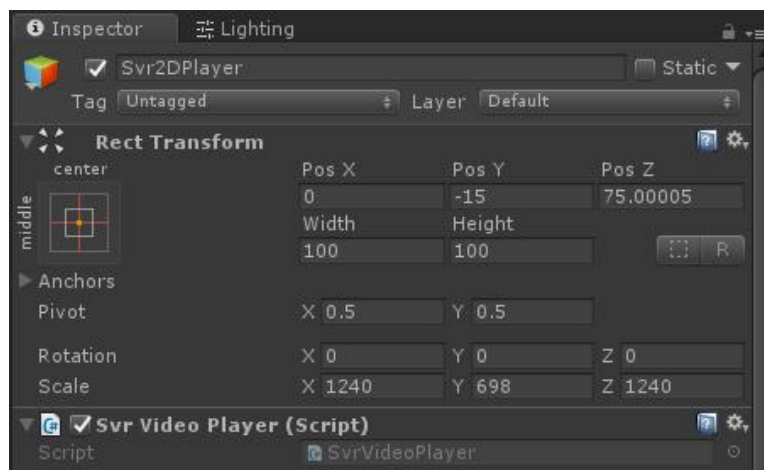 Inspector Lighting
Svr2DPlayer Static
Tag Untagged Layer Default
Rect Transform
center Pos X Pos Y Pos Z
middle 0 -15 75.00005
Width Height
100 100 R
Anchors
Pivot X 0.5 Y 0.5
Rotation X 0 Y 0 Z 0
Scale X 1240 Y 698 Z 1240
Svr Video Player (Script)
Script SvrVideoPlayer